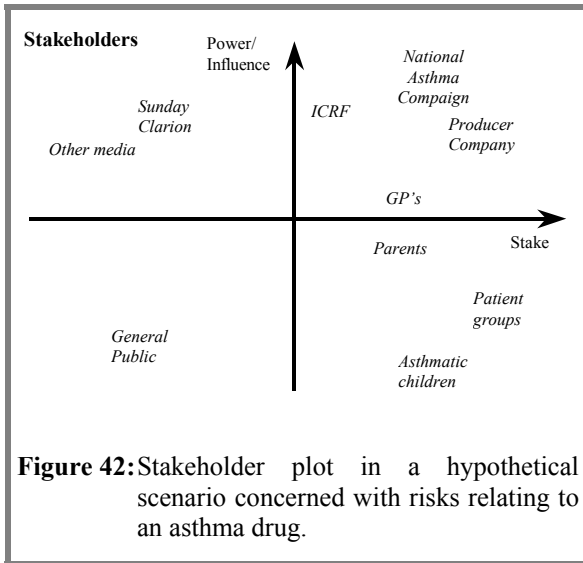 Stakeholders
Power/
Influence
National
Asthma
Compaign
Sunday
Clarion
ICRF
Producer
Company
Other media
GP's
Stake
Parents
Patient
groups
General
Public
Asthmatic
children
Figure 42: Stakeholder plot in a hypothetical
scenario concerned with risks relating to
an asthma drug.